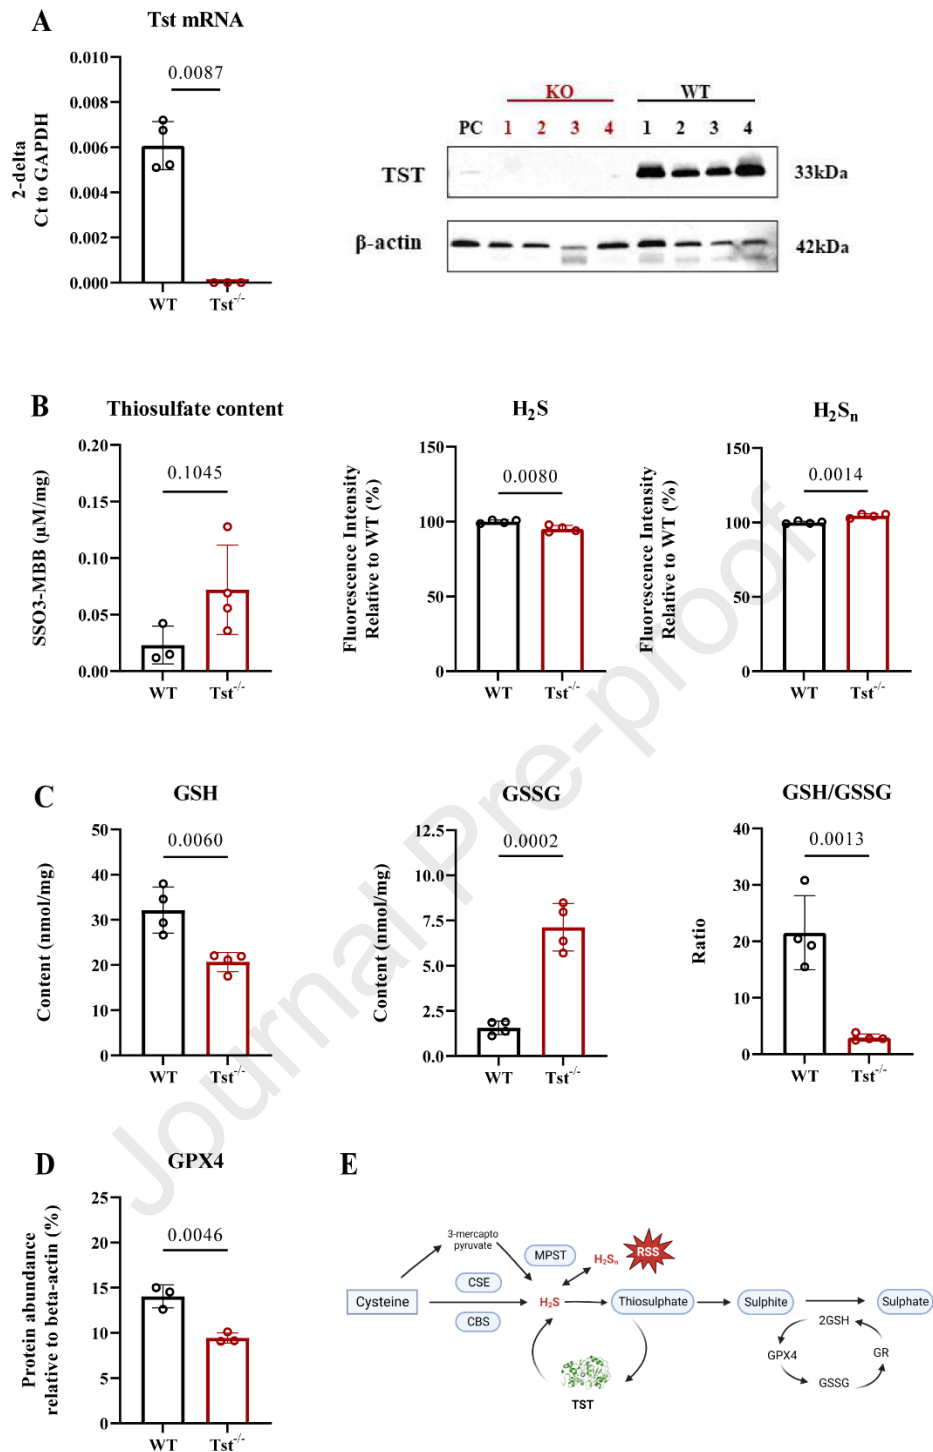 A
Tst mRNA
2-delta
Ct to GAPDH
0.010
0.008
0.006
0.004
0.002
0.000
0.0087
WT
Tst-/-
KO
WT
PC 1 2 3 4 1 2 3 4
TST
33kDa
β-actin
42kDa
B
Thiosulfate content
SSO3-MBB (µM/mg)
0.20
0.15
0.10
0.05
0.00
0.1045
WT
Tst-/-
H2S
Fluorescence Intensity
Relative to WT (%)
150
100
50
0
0.0080
WT
Tst-/-
H2Sn
Fluorescence Intensity
Relative to WT (%)
150
100
50
0
0.0014
WT
Tst-/-
C
GSH
Content (nmol/mg)
50
40
30
20
10
0
0.0060
WT
Tst-/-
GSSG
Content (nmol/mg)
12.5
10.0
7.5
5.0
2.5
0.0
0.0002
WT
Tst-/-
GSH/GSSG
Ratio
40
30
20
10
0
0.0013
WT
Tst-/-
D
GPX4
Protein abundance
relative to beta-actin (%)
25
20
15
10
5
0
0.0046
WT
Tst-/-
E
3-mercapto
pyruvate
MPST
H2Sn
RSS
Cysteine
CSE
CBS
H2S
Thiosulphate
Sulphite
Sulphate
2GSH
GPX4
GR
GSSG
TST
Journal Pre-proof